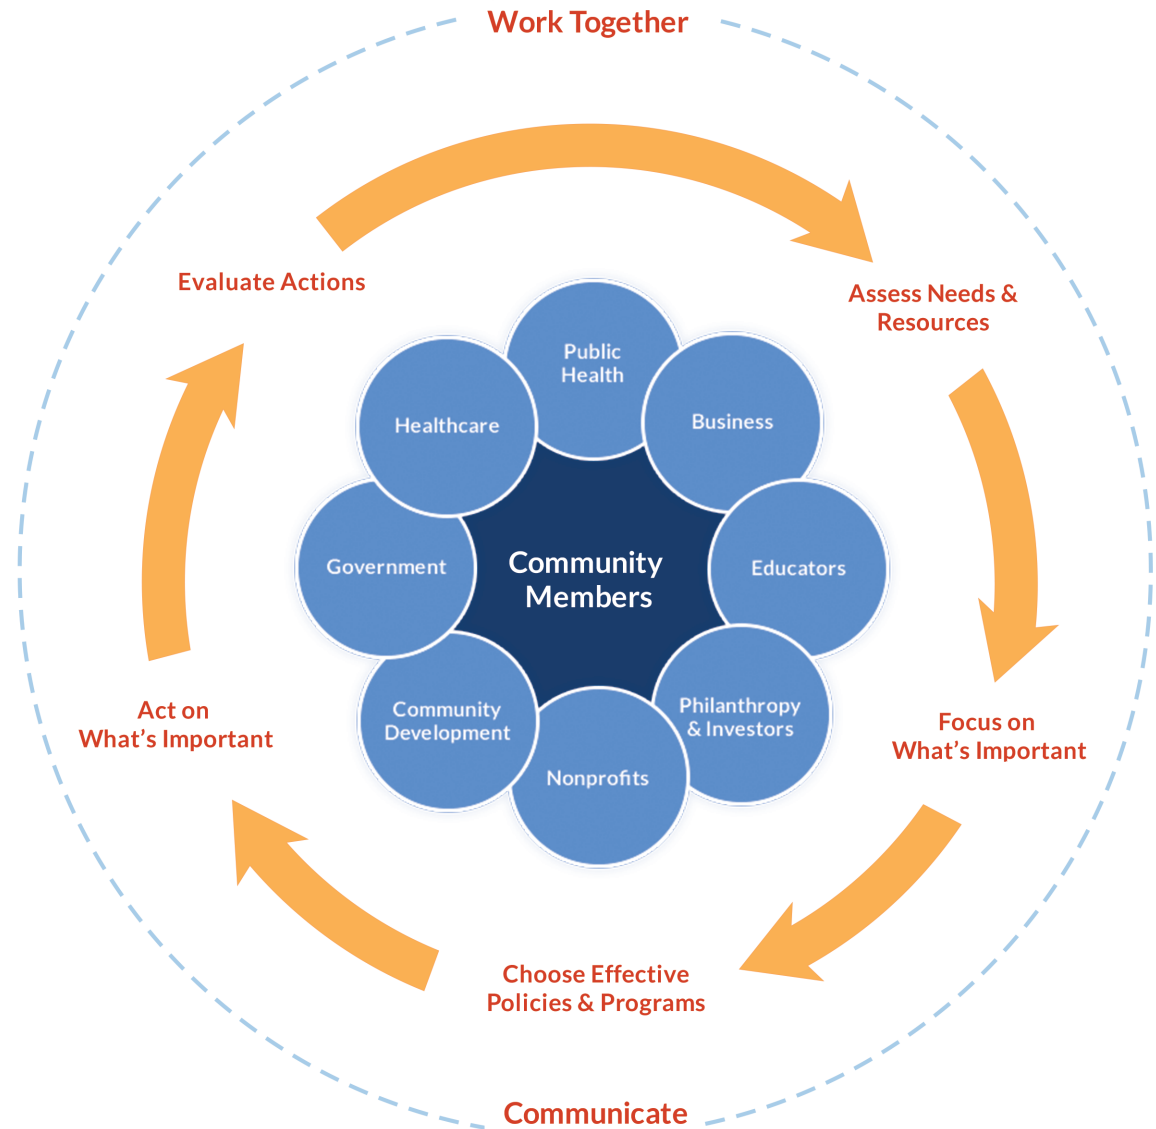 Work Together
Evaluate Actions
Assess Needs &
Resources
Public
Health
Business
Healthcare
Educators
Government
Community
Members
Philanthropy
& Investors
Community
Development
Nonprofits
Act on
What’s Important
Focus on
What’s Important
Choose Effective
Policies & Programs
Communicate